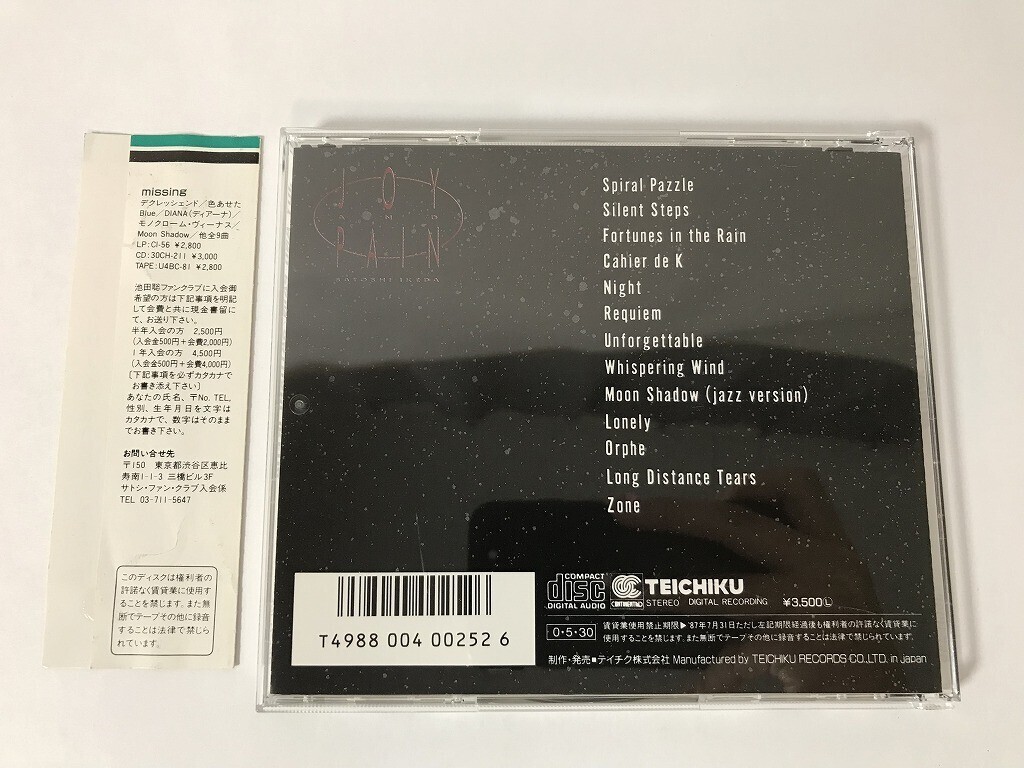 missing
デクレッシェンド/色あせた
Blue/DIANA(ディアーナ)/
モノクローム・ヴィーナス/
Moon Shadow/他全9曲
LP:CI-56 ¥2,800
CD:30CH-211 ¥3,000
TAPE:U4BC-81 ¥2,800
池田聡ファンクラブに入会御
希望の方は下記事項を明記
して会費と共に現金書留に
て、お送り下さい。
半年入会の方 2,500円
(入会金500円+会費2,000円)
1年入会の方 4,500円
(入会金500円+会費4,000円)
[下記事項を必ずカタカナで
お書き添え下さい]
あなたの氏名、〒No. TEL.
性別、生年月日を文字は
カタカナで、数字はそのまま
でお書き下さい。
お問い合せ先
〒150 東京都渋谷区恵比
寿南1-1-3 三橋ビル3F
サトシ・ファン・クラブ入会係
TEL 03-711-5647
このディスクは権利者の
許諾なく賃貸業に使用す
ることを禁じます。また無
断でテープその他に録音
することは法律で禁じら
れています。
JOY
AND
RAIN
SATOSHI IKEDA
Spiral Pazzle
Silent Steps
Fortunes in the Rain
Cahier de K
Night
Requiem
Unforgettable
Whispering Wind
Moon Shadow (jazz version)
Lonely
Orphe
Long Distance Tears
Zone
T4988 004 00252 6
COMPACT
disc
DIGITAL AUDIO
CONTINENTAL
TEICHIKU
STEREO DIGITAL RECORDING
¥3,500Ⓛ
0・5・30
賃貸業使用禁止期限▶'87年7月31日ただし左記期限経過後も権利者の許諾なく賃貸業に
使用することを禁じます。また無断でテープその他に録音することは法律で禁じられています。
制作・発売■テイチク株式会社 Manufactured by TEICHIKU RECORDS CO.,LTD. in japan